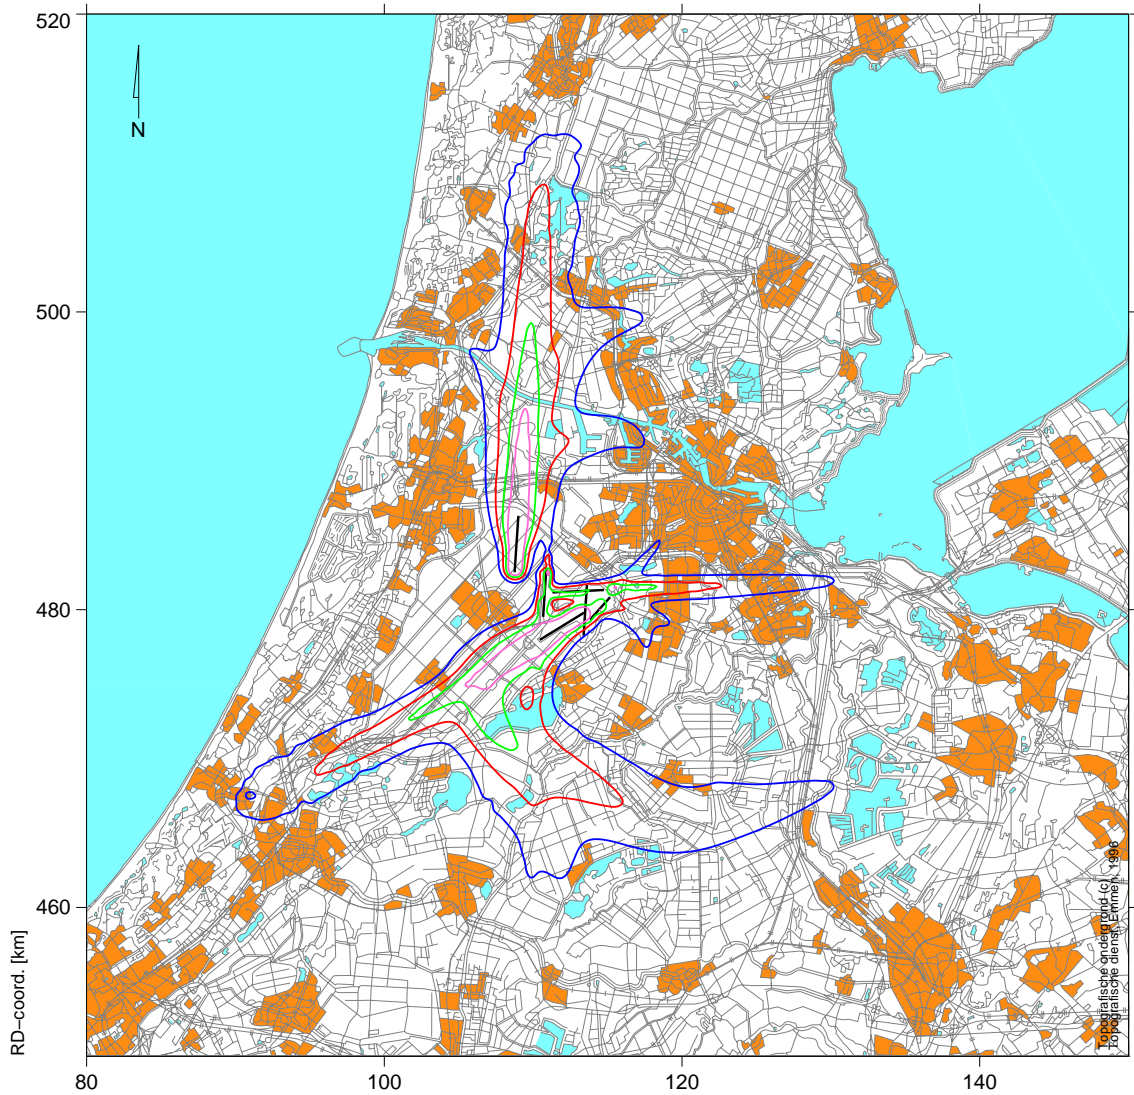 520
N
500
480
460
RD−coord. [km]
80
100
120
140
Topografische ondergrond (c)
Topografische dienst, Emmen, 1996